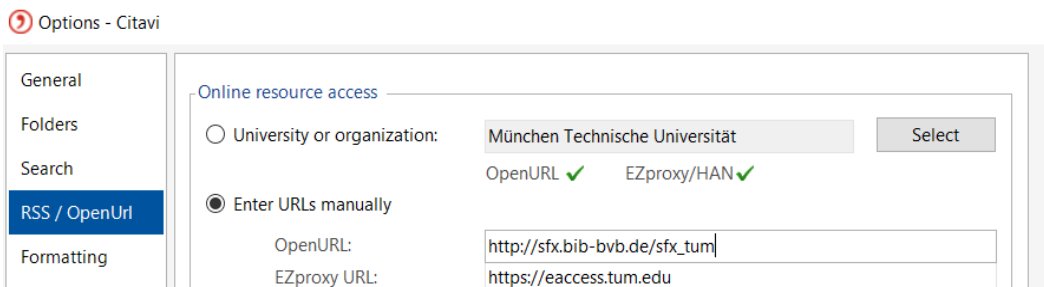 Options - Citavi
General
Folders
Search
RSS / OpenUrl
Formatting
Online resource access
University or organization: München Technische Universität Select
OpenURL ✓ EZproxy/HAN ✓
Enter URLs manually
OpenURL: http://sfx.bib-bvb.de/sfx_tum
EZproxy URL: https://eaccess.tum.edu